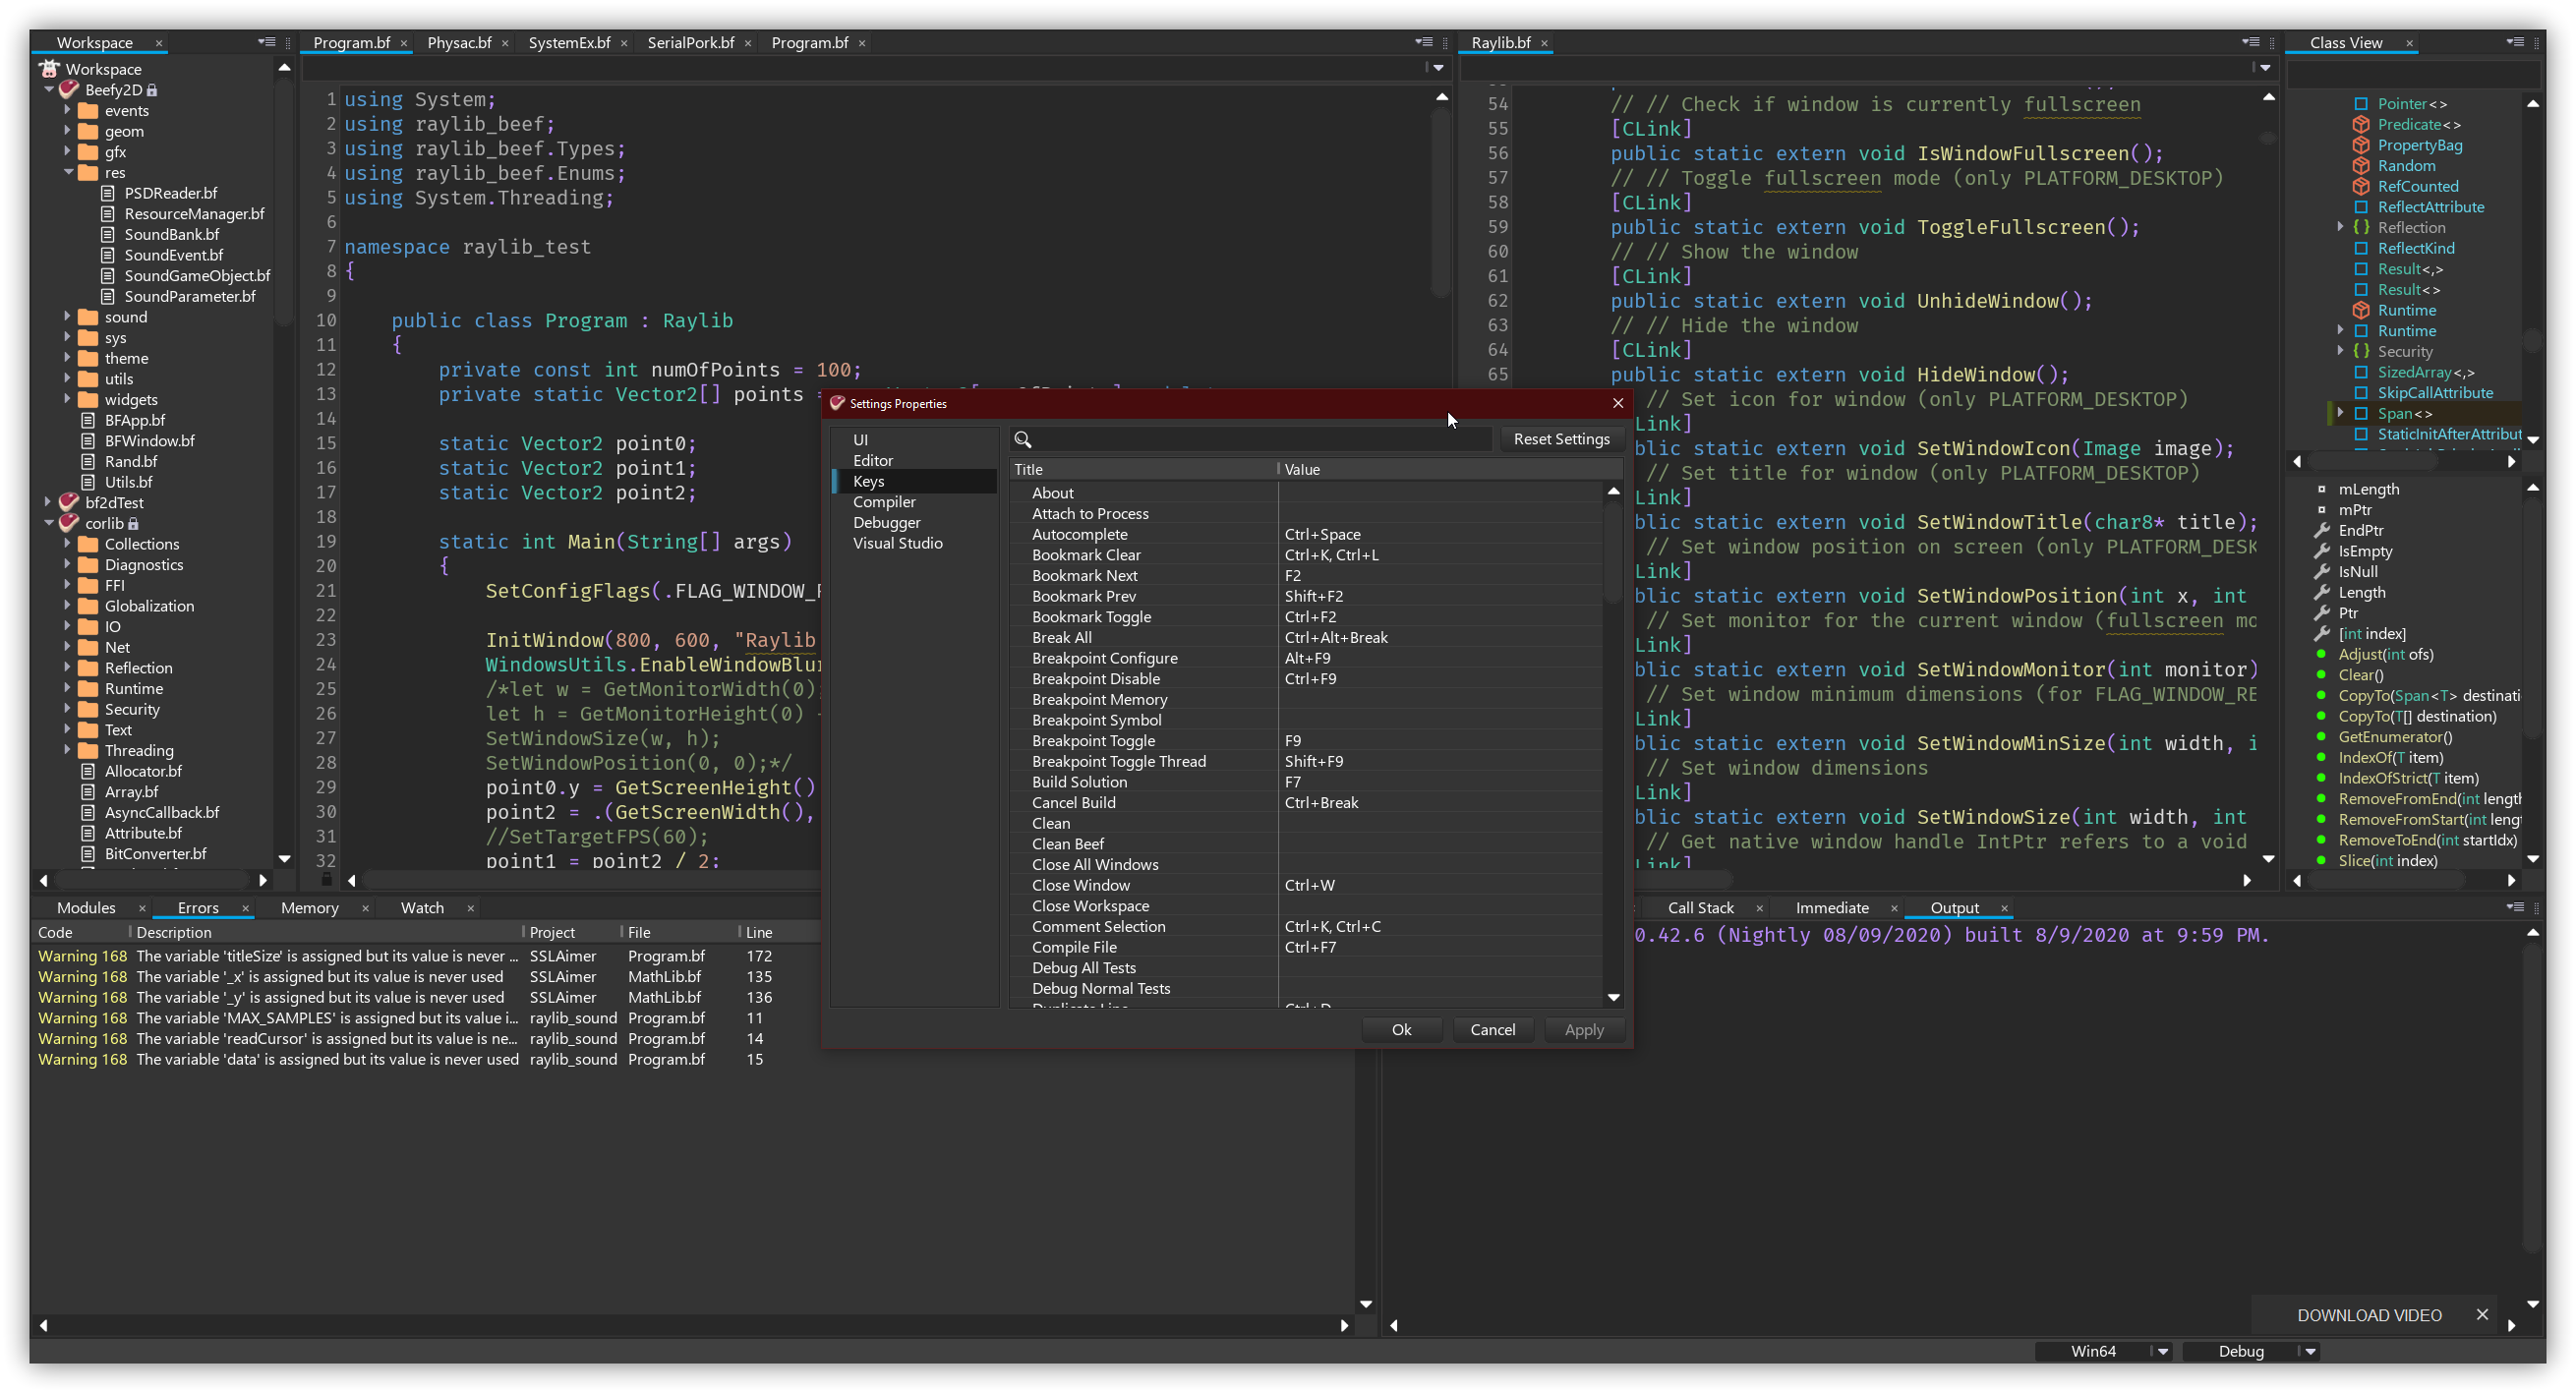 Workspace
Workspace
Beefy2D
events
geom
gfx
res
PSDReader.bf
ResourceManager.bf
SoundBank.bf
SoundEvent.bf
SoundGameObject.bf
SoundParameter.bf
sound
sys
theme
utils
widgets
BFApp.bf
BFWindow.bf
Rand.bf
Utils.bf
bf2dTest
corlib
Collections
Diagnostics
FFI
Globalization
IO
Net
Reflection
Runtime
Security
Text
Threading
Allocator.bf
Array.bf
AsyncCallback.bf
Attribute.bf
BitConverter.bf
Program.bf Physac.bf SystemEx.bf SerialPork.bf Program.bf
1 using System;
2 using raylib_beef;
3 using raylib_beef.Types;
4 using raylib_beef.Enums;
5 using System.Threading;
6
7 namespace raylib_test
8 {
9
10 public class Program : Raylib
11 {
12 private const int numOfPoints = 100;
13 private static Vector2[] points
14
15 static Vector2 point0;
16 static Vector2 point1;
17 static Vector2 point2;
18
19 static int Main(String[] args)
20 {
21 SetConfigFlags(.FLAG_WINDOW_
22
23 InitWindow(800, 600, "Raylib
24 WindowsUtils.EnableWindowBlu
25 /*let w = GetMonitorWidth(0)
26 let h = GetMonitorHeight(0)
27 SetWindowSize(w, h);
28 SetWindowPosition(0, 0);*/
29 point0.y = GetScreenHeight()
30 point2 = .(GetScreenWidth(),
31 //SetTargetFPS(60);
32 point1 = point2 / 2;
Raylib.bf
54 // // Check if window is currently fullscreen
55 [CLink]
56 public static extern void IsWindowFullscreen();
57 // // Toggle fullscreen mode (only PLATFORM_DESKTOP)
58 [CLink]
59 public static extern void ToggleFullscreen();
60 // // Show the window
61 [CLink]
62 public static extern void UnhideWindow();
63 // // Hide the window
64 [CLink]
65 public static extern void HideWindow();
// Set icon for window (only PLATFORM_DESKTOP)
Link]
blic static extern void SetWindowIcon(Image image);
// Set title for window (only PLATFORM_DESKTOP)
Link]
blic static extern void SetWindowTitle(char8* title);
// Set window position on screen (only PLATFORM_DESK
Link]
blic static extern void SetWindowPosition(int x, int
// Set monitor for the current window (fullscreen mo
Link]
blic static extern void SetWindowMonitor(int monitor)
// Set window minimum dimensions (for FLAG_WINDOW_RE
Link]
blic static extern void SetWindowMinSize(int width, i
// Set window dimensions
Link]
blic static extern void SetWindowSize(int width, int
// Get native window handle IntPtr refers to a void
Link]
Class View
Pointer<>
Predicate<>
PropertyBag
Random
RefCounted
ReflectAttribute
Reflection
ReflectKind
Result<,>
Result<>
Runtime
Runtime
Security
SizedArray<,>
SkipCallAttribute
Span<>
StaticInitAfterAttribut
mLength
mPtr
EndPtr
IsEmpty
IsNull
Length
Ptr
[int index]
Adjust(int ofs)
Clear()
CopyTo(Span<T> destinati
CopyTo(T[] destination)
GetEnumerator()
IndexOf(T item)
IndexOfStrict(T item)
RemoveFromEnd(int length
RemoveFromStart(int lengt
RemoveToEnd(int startIdx)
Slice(int index)
Settings Properties
UI
Editor
Keys
Compiler
Debugger
Visual Studio
Reset Settings
Title Value
About
Attach to Process
Autocomplete Ctrl+Space
Bookmark Clear Ctrl+K, Ctrl+L
Bookmark Next F2
Bookmark Prev Shift+F2
Bookmark Toggle Ctrl+F2
Break All Ctrl+Alt+Break
Breakpoint Configure Alt+F9
Breakpoint Disable Ctrl+F9
Breakpoint Memory
Breakpoint Symbol
Breakpoint Toggle F9
Breakpoint Toggle Thread Shift+F9
Build Solution F7
Cancel Build Ctrl+Break
Clean
Clean Beef
Close All Windows
Close Window Ctrl+W
Close Workspace
Comment Selection Ctrl+K, Ctrl+C
Compile File Ctrl+F7
Debug All Tests
Debug Normal Tests
Duplicate Line Ctrl+D
Ok Cancel Apply
Modules Errors Memory Watch
Code Description Project File Line
Warning 168 The variable 'titleSize' is assigned but its value is never ... SSLAimer Program.bf 172
Warning 168 The variable '_x' is assigned but its value is never used SSLAimer MathLib.bf 135
Warning 168 The variable '_y' is assigned but its value is never used SSLAimer MathLib.bf 136
Warning 168 The variable 'MAX_SAMPLES' is assigned but its value i... raylib_sound Program.bf 11
Warning 168 The variable 'readCursor' is assigned but its value is ne... raylib_sound Program.bf 14
Warning 168 The variable 'data' is assigned but its value is never used raylib_sound Program.bf 15
Call Stack Immediate Output
0.42.6 (Nightly 08/09/2020) built 8/9/2020 at 9:59 PM.
DOWNLOAD VIDEO
Win64 Debug